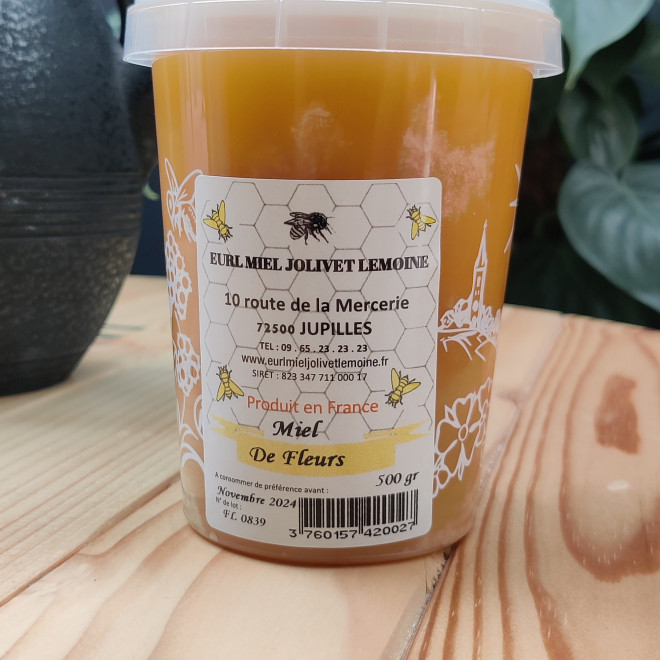 EURL MIEL JOLIVET LEMOINE
10 route de la Mercerie
72500 JUPILLES
TEL : 09 . 65 . 23 . 23 . 23
www.eurlmieljolivetlemoine.fr
SIRET : 823 347 711 000 17
Produit en France
Miel
De Fleurs
500 gr
A consommer de préférence avant :
Novembre 2024
N° de lot :
FL 0839
3 760157 420027